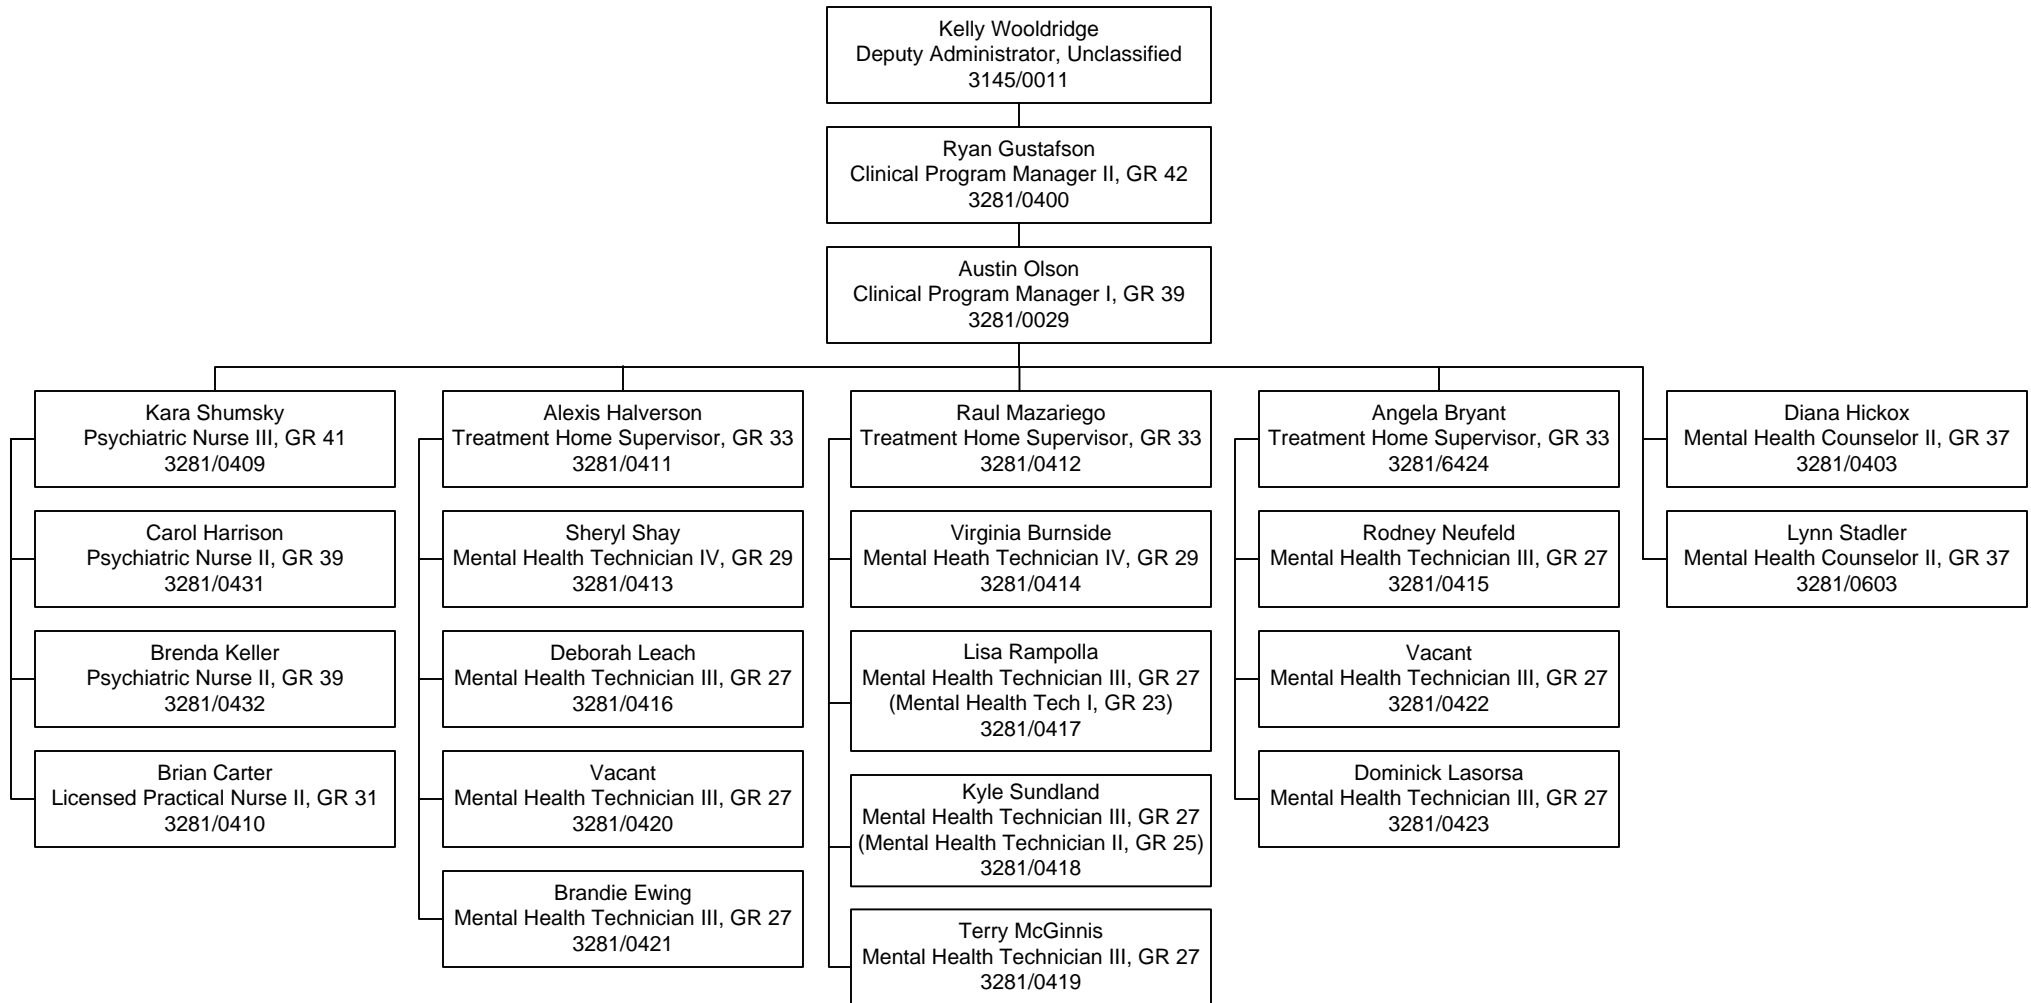 Kelly Wooldridge
Deputy Administrator, Unclassified
3145/0011
Ryan Gustafson
Clinical Program Manager II, GR 42
3281/0400
Austin Olson
Clinical Program Manager I, GR 39
3281/0029
Kara Shumsky
Psychiatric Nurse III, GR 41
3281/0409
Carol Harrison
Psychiatric Nurse II, GR 39
3281/0431
Brenda Keller
Psychiatric Nurse II, GR 39
3281/0432
Brian Carter
Licensed Practical Nurse II, GR 31
3281/0410
Alexis Halverson
Treatment Home Supervisor, GR 33
3281/0411
Sheryl Shay
Mental Health Technician IV, GR 29
3281/0413
Deborah Leach
Mental Health Technician III, GR 27
3281/0416
Vacant
Mental Health Technician III, GR 27
3281/0420
Brandie Ewing
Mental Health Technician III, GR 27
3281/0421
Raul Mazariego
Treatment Home Supervisor, GR 33
3281/0412
Virginia Burnside
Mental Heath Technician IV, GR 29
3281/0414
Lisa Rampolla
Mental Health Technician III, GR 27
(Mental Health Tech I, GR 23)
3281/0417
Kyle Sundland
Mental Health Technician III, GR 27
(Mental Health Technician II, GR 25)
3281/0418
Terry McGinnis
Mental Health Technician III, GR 27
3281/0419
Angela Bryant
Treatment Home Supervisor, GR 33
3281/6424
Rodney Neufeld
Mental Health Technician III, GR 27
3281/0415
Vacant
Mental Health Technician III, GR 27
3281/0422
Dominick Lasorsa
Mental Health Technician III, GR 27
3281/0423
Diana Hickox
Mental Health Counselor II, GR 37
3281/0403
Lynn Stadler
Mental Health Counselor II, GR 37
3281/0603